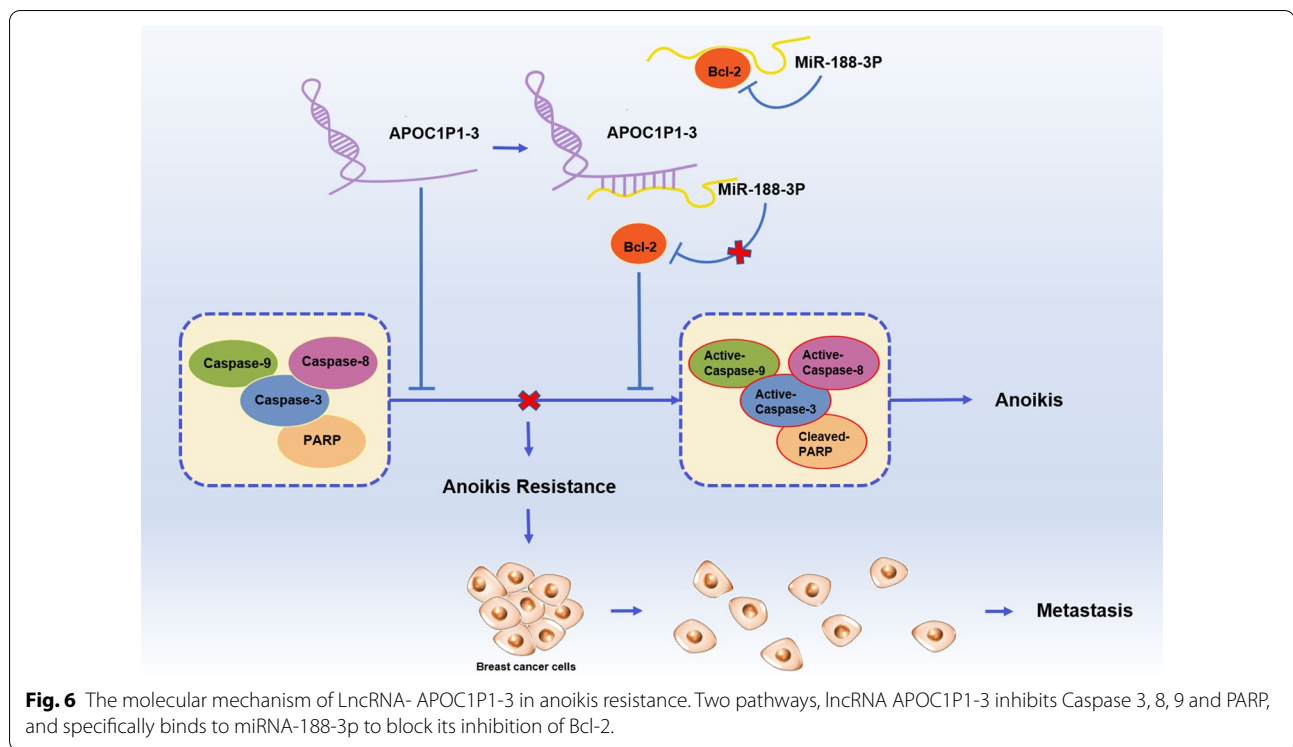 Bcl-2
MiR-188-3P
APOC1P1-3
APOC1P1-3
MiR-188-3P
Bcl-2
Caspase-9
Caspase-8
Caspase-3
PARP
Active-
Caspase-9
Active-
Caspase-8
Active-
Caspase-3
Cleaved-
PARP
Anoikis
Anoikis Resistance
Breast cancer cells
Metastasis
Fig. 6 The molecular mechanism of LncRNA- APOC1P1-3 in anoikis resistance. Two pathways, lncRNA APOC1P1-3 inhibits Caspase 3, 8, 9 and PARP,
and specifically binds to miRNA-188-3p to block its inhibition of Bcl-2.